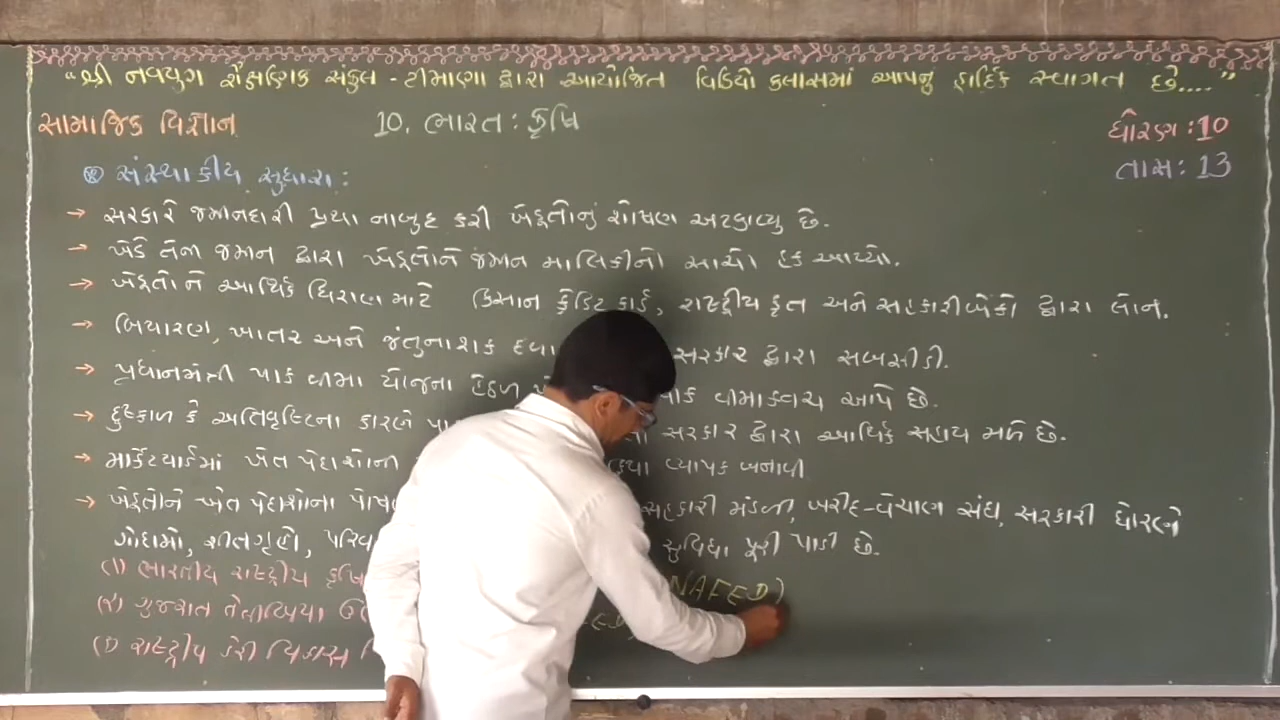 "શ્રી નવયુગ શૈક્ષણિક સંકુલ - ટીમાણા દ્વારા આયોજિત વિડિયો ક્લાસમાં આપનું હાર્દિક સ્વાગત છે...."
સામાજિક વિજ્ઞાન 10. ભારત : કૃષિ ધોરણ : 10
તાસ : 13
સંસ્થાકીય સુધારા :
→ સરકારે જમીનદારી પ્રથા નાબુદ કરી ખેડૂતોનું શોષણ અટકાવ્યુ છે.
→ ખેડે તેની જમીન દ્વારા ખેડૂતોને જમીન માલિકીનો સાચો હક આપ્યો.
→ ખેડૂતોને આર્થિક ધિરાણ માટે કિસાન ક્રેડિટ કાર્ડ, રાષ્ટ્રીય કૃત અને સહકારી બેંકો દ્વારા લોન.
→ બિયારણ, ખાતર અને જંતુનાશક દવા સરકાર દ્વારા સબસીડી.
→ પ્રધાનમંત્રી પાક વીમા યોજના હેઠળ પાક વીમાકવચ આપે છે.
→ દુષ્કાળ કે અતિવૃષ્ટિના કારણે સરકાર દ્વારા આર્થિક સહાય મળે છે.
→ માર્કેટયાર્ડમાં ખેત પેદાશોની વ્યાપક બનાવી
→ ખેડૂતોને ખેત પેદાશોના પોષ સહકારી મંડળી, ખરીદ-વેચાણ સંઘ, સરકારી ધોરણે
ગોદામો, શીતગૃહો, પરિવ સુવિધા પૂરી પાડી છે.
(1) ભારતીય રાષ્ટ્રીય કૃષિ NAFED)
(2) ગુજરાત તેલીબિયા
(3) રાષ્ટ્રીય ડેરી વિકાસ